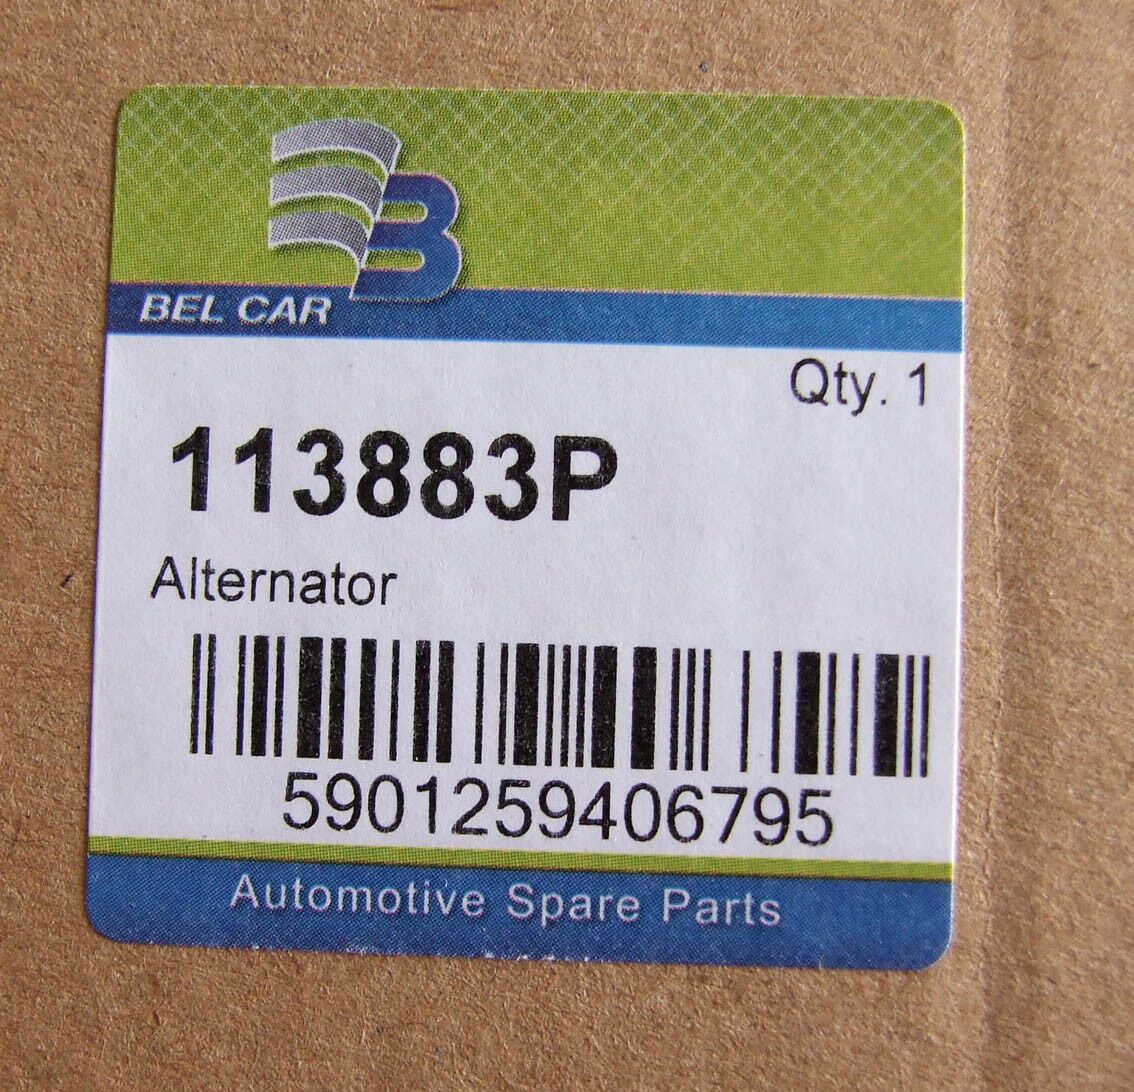 B
BEL CAR
Qty. 1
113883P
Alternator
5901259406795
Automotive Spare Parts